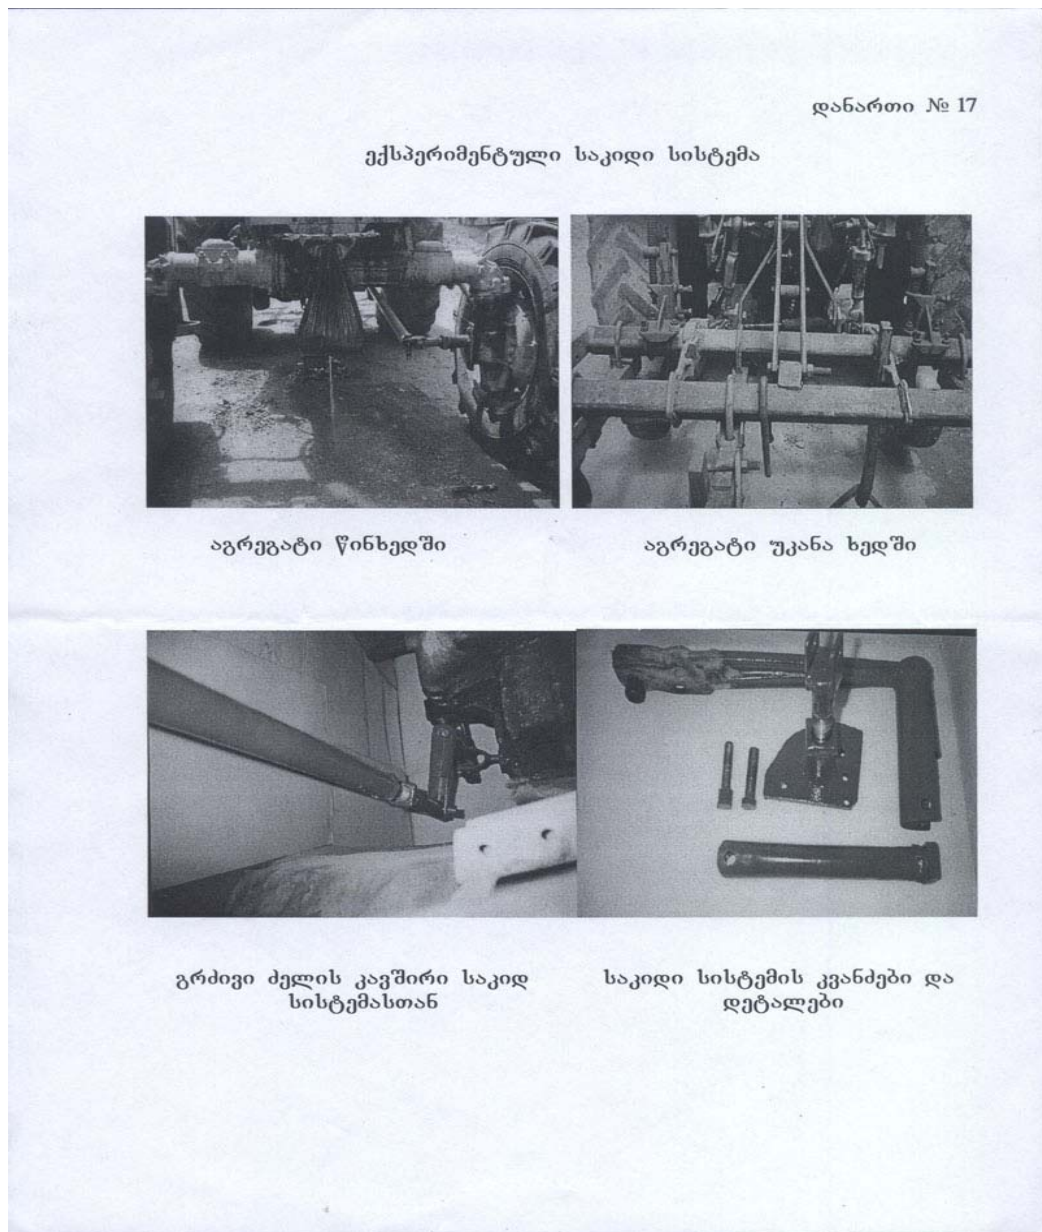 დანართი № 17
ექსპერიმენტული საკიდი სისტემა
აგრეგატი წინხედში
აგრეგატი უკანა ხედში
გრძივი ძელის კავშირი საკიდ
სისტემასთან
საკიდი სისტემის კვანძები და
დეტალები